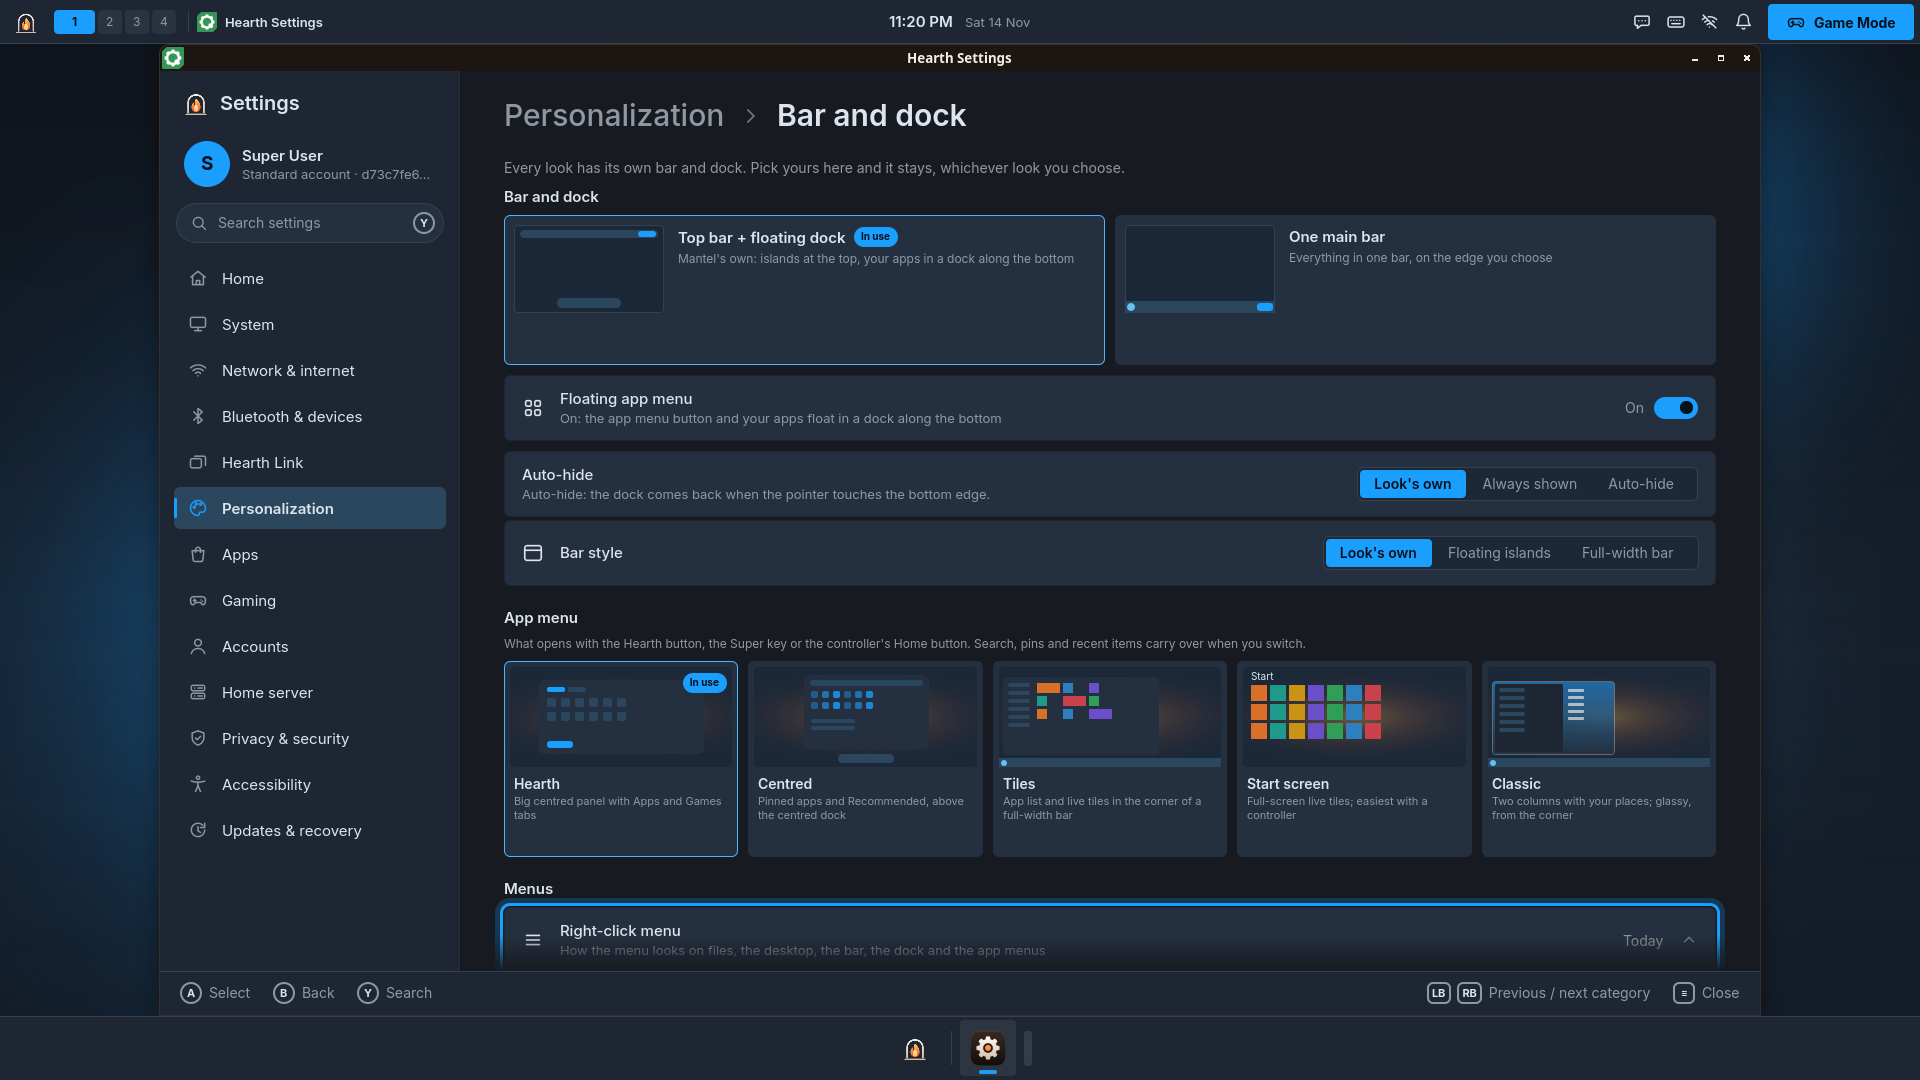 1 2 3 4 Hearth Settings 11:20 PM Sat 14 Nov Game Mode
Hearth Settings
Settings
Super User
Standard account · d73c7fe6...
S
Search settings Y
Home
System
Network & internet
Bluetooth & devices
Hearth Link
Personalization
Apps
Gaming
Accounts
Home server
Privacy & security
Accessibility
Updates & recovery
Personalization > Bar and dock
Every look has its own bar and dock. Pick yours here and it stays, whichever look you choose.
Bar and dock
Top bar + floating dock In use
Mantel's own: islands at the top, your apps in a dock along the bottom
One main bar
Everything in one bar, on the edge you choose
Floating app menu
On: the app menu button and your apps float in a dock along the bottom
On
Auto-hide
Auto-hide: the dock comes back when the pointer touches the bottom edge.
Look's own Always shown Auto-hide
Bar style
Look's own Floating islands Full-width bar
App menu
What opens with the Hearth button, the Super key or the controller's Home button. Search, pins and recent items carry over when you switch.
In use
Hearth
Big centred panel with Apps and Games
tabs
Centred
Pinned apps and Recommended, above
the centred dock
Tiles
App list and live tiles in the corner of a
full-width bar
Start
Start screen
Full-screen live tiles; easiest with a
controller
Classic
Two columns with your places; glassy,
from the corner
Menus
Right-click menu
How the menu looks on files, the desktop, the bar, the dock and the app menus
Today
A Select B Back Y Search
LB RB Previous / next category Close